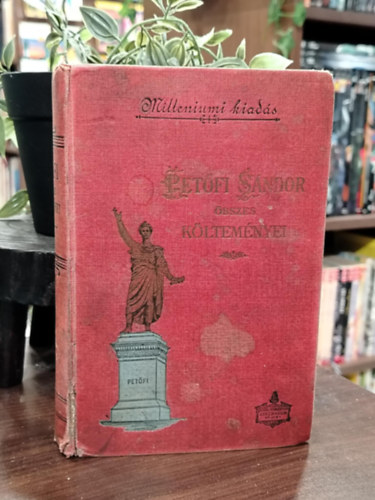 Milleniumi kiadás
PETŐFI SÁNDOR
ÖSSZES
KÖLTEMÉNYEI
PETŐFI